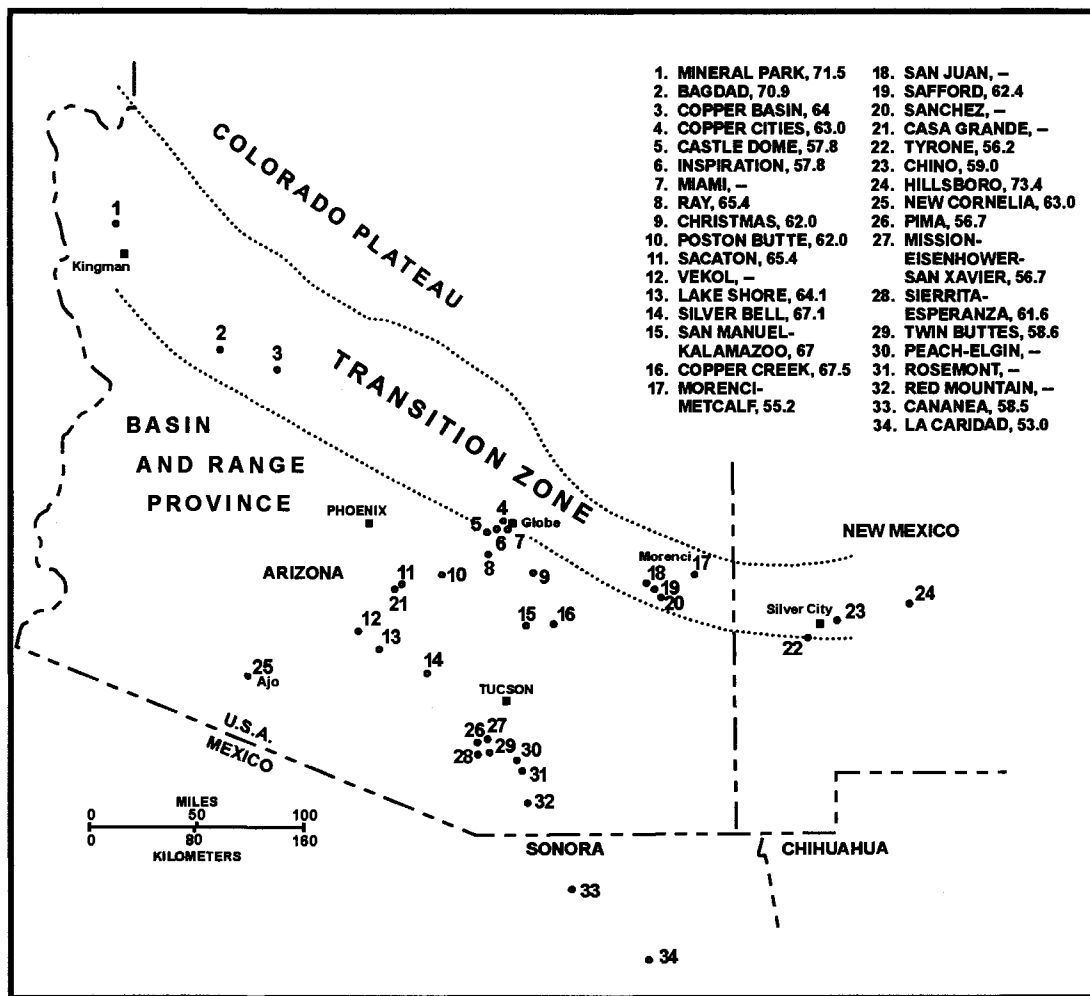 1. MINERAL PARK, 71.5
2. BAGDAD, 70.9
3. COPPER BASIN, 64
4. COPPER CITIES, 63.0
5. CASTLE DOME, 57.8
6. INSPIRATION, 57.8
7. MIAMI, –
8. RAY, 65.4
9. CHRISTMAS, 62.0
10. POSTON BUTTE, 62.0
11. SACATON, 65.4
12. VEKOL, –
13. LAKE SHORE, 64.1
14. SILVER BELL, 67.1
15. SAN MANUEL-
KALAMAZOO, 67
16. COPPER CREEK, 67.5
17. MORENCI-
METCALF, 55.2
18. SAN JUAN, –
19. SAFFORD, 62.4
20. SANCHEZ, –
21. CASA GRANDE, –
22. TYRONE, 56.2
23. CHINO, 59.0
24. HILLSBORO, 73.4
25. NEW CORNELIA, 63.0
26. PIMA, 56.7
27. MISSION-
EISENHOWER-
SAN XAVIER, 56.7
28. SIERRITA-
ESPERANZA, 61.6
29. TWIN BUTTES, 58.6
30. PEACH-ELGIN, –
31. ROSEMONT, –
32. RED MOUNTAIN, –
33. CANANEA, 58.5
34. LA CARIDAD, 53.0
COLORADO PLATEAU
1
Kingman
2
3
TRANSITION ZONE
BASIN
AND RANGE
PROVINCE
PHOENIX
4
5
Globe
6
7
NEW MEXICO
8
Morenci
17
ARIZONA
11
10
9
18
19
20
21
24
Silver City
23
12
15
16
22
13
25
Ajo
14
TUCSON
U.S.A.
MEXICO
26
27
28
29
30
31
32
MILES
0
50
100
0
80
160
KILOMETERS
SONORA
CHIHUAHUA
33
34